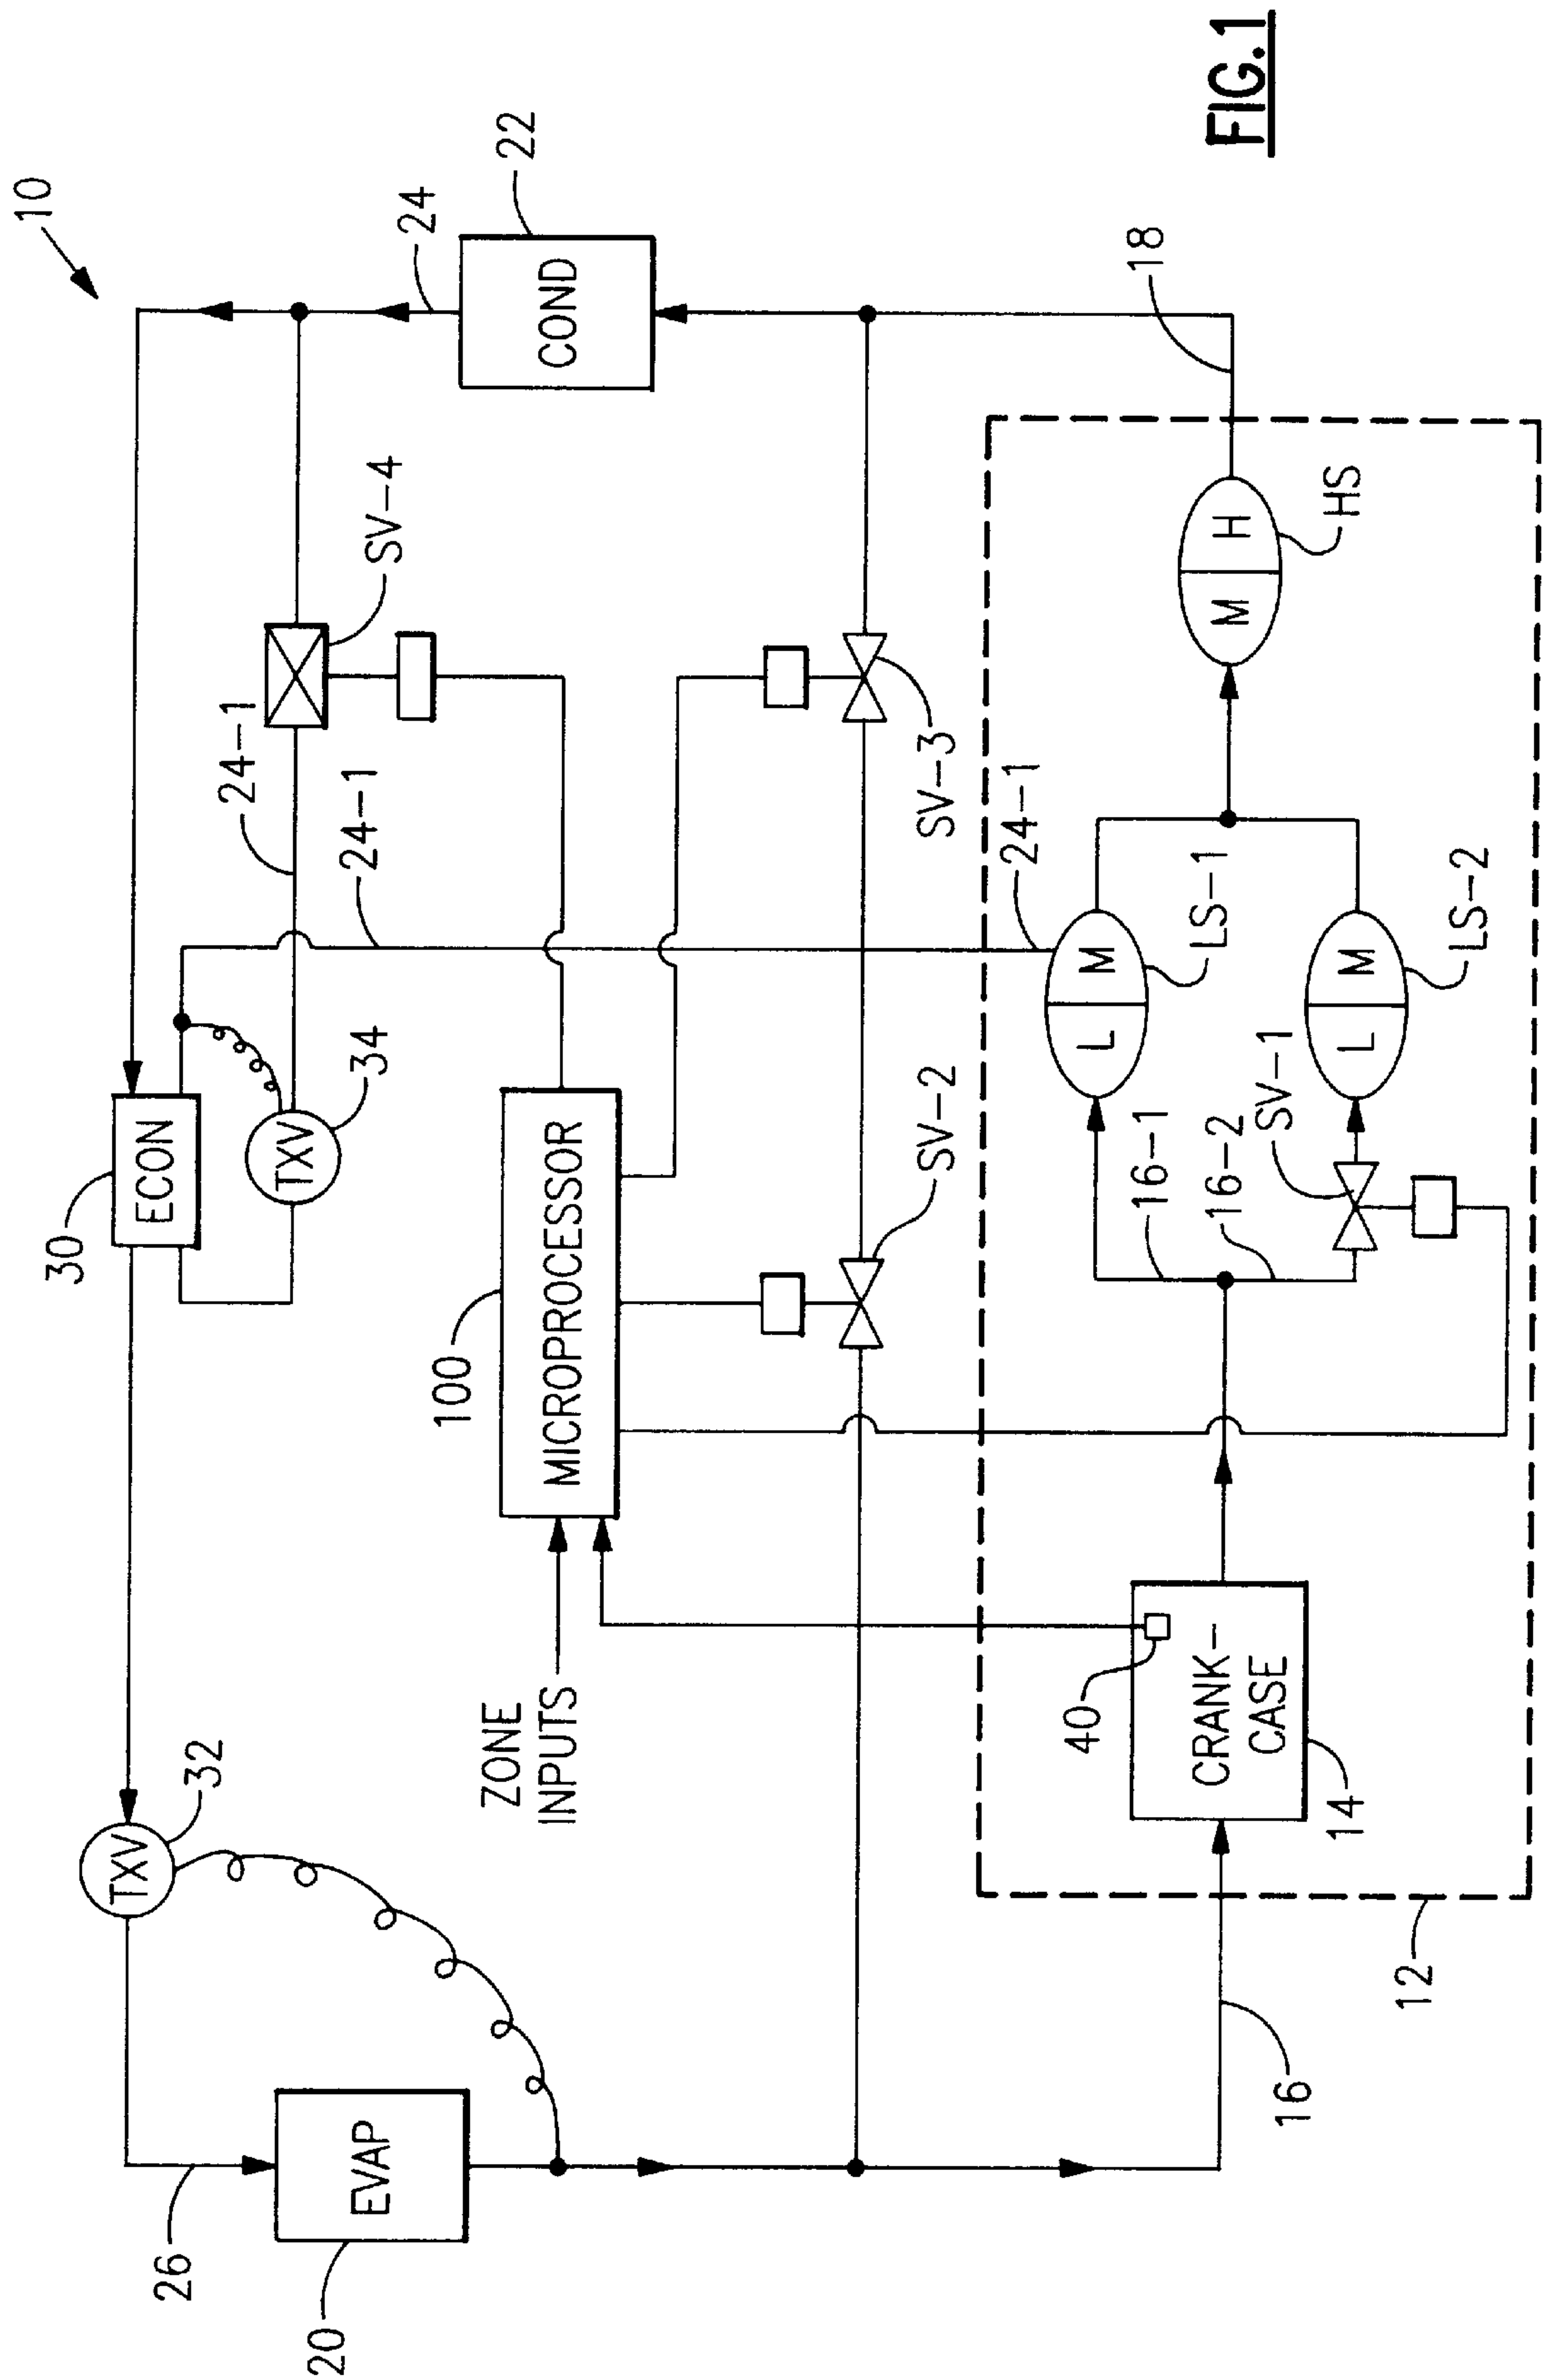 10
26
20
EVAP
TXV
32
30
ECON
TXV
34
24-1
24-1
SV-4
24
22
COND
ZONE
INPUTS
100
MICROPROCESSOR
SV-2
SV-3
18
16
12
14
40
CRANK-
CASE
16-1
16-2
SV-1
L M
LS-1
24-1
L M
LS-2
M H
HS
FIG.1